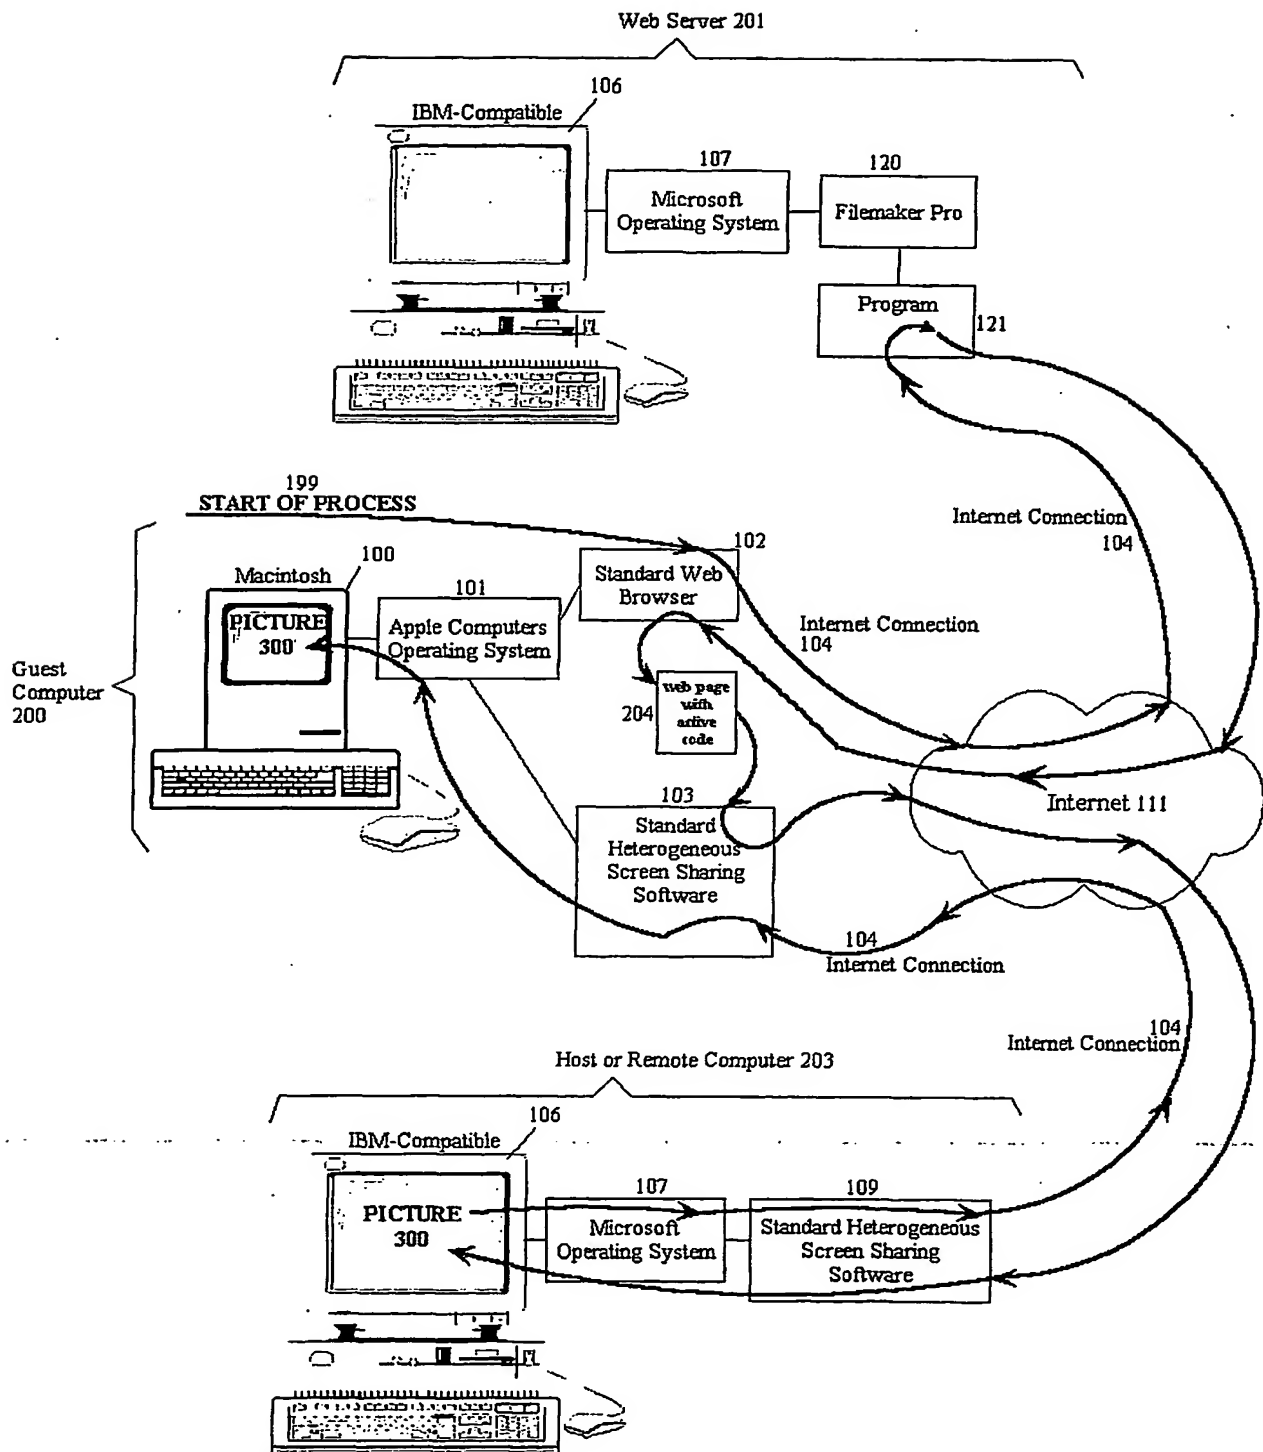 Web Server 201
106
IBM-Compatible
107
Microsoft
Operating System
120
Filemaker Pro
Program
121
199
START OF PROCESS
Internet Connection
104
102
Standard Web
Browser
100
Macintosh
101
Apple Computers
Operating System
PICTURE
300
Internet Connection
104
Guest
Computer
200
204
Web page
with
active
code
103
Standard
Heterogeneous
Screen Sharing
Software
Internet 111
104
Internet Connection
104
Internet Connection
Host or Remote Computer 203
106
IBM-Compatible
107
Microsoft
Operating System
109
Standard Heterogeneous
Screen Sharing
Software
PICTURE
300